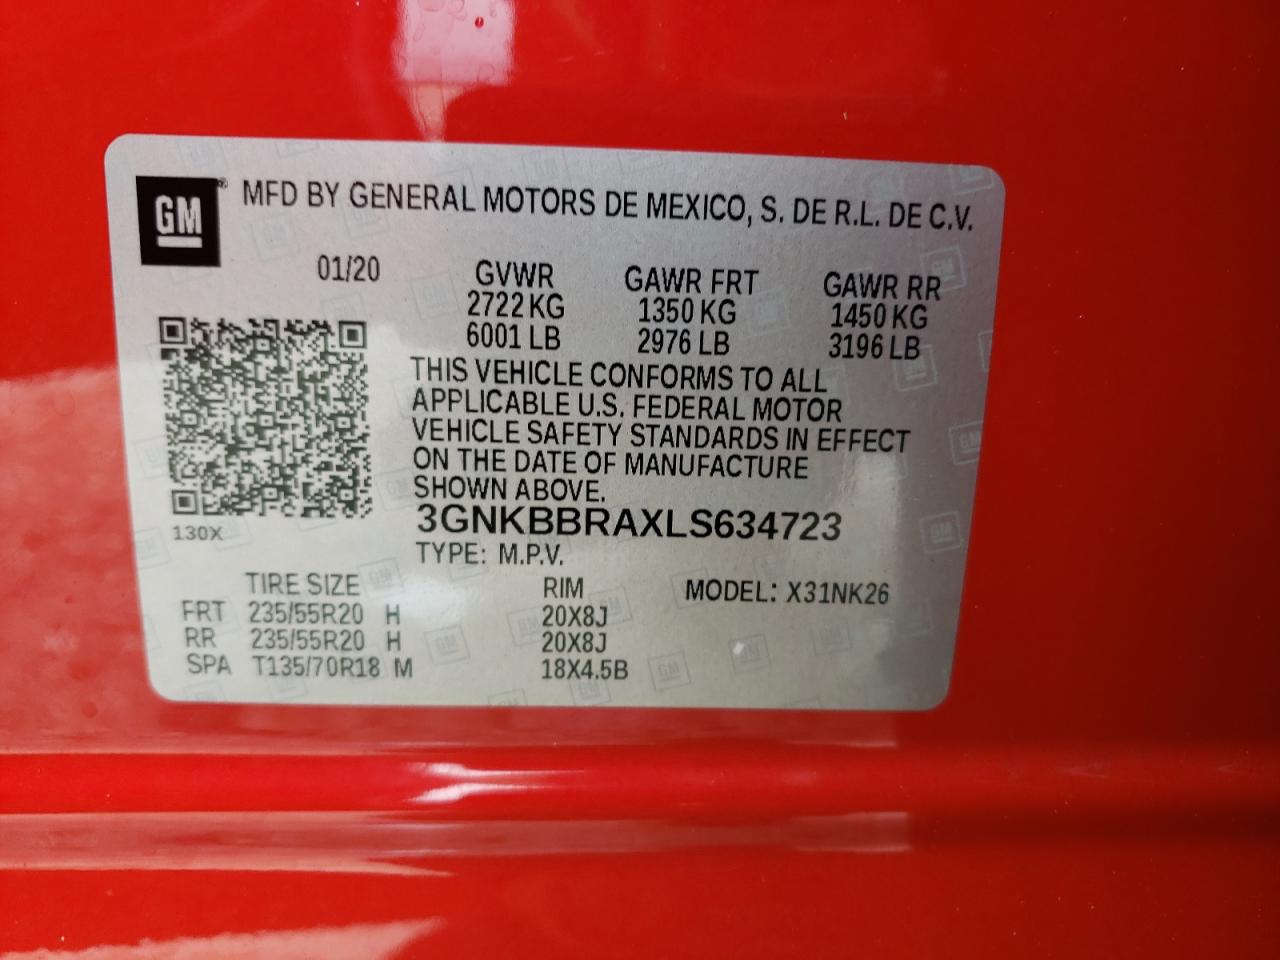 GM® MFD BY GENERAL MOTORS DE MEXICO, S. DE R.L. DE C.V.
01/20 GVWR GAWR FRT GAWR RR
2722 KG 1350 KG 1450 KG
6001 LB 2976 LB 3196 LB
THIS VEHICLE CONFORMS TO ALL
APPLICABLE U.S. FEDERAL MOTOR
VEHICLE SAFETY STANDARDS IN EFFECT
ON THE DATE OF MANUFACTURE
SHOWN ABOVE.
3GNKBBRAXLS634723
130X
TYPE: M.P.V.
TIRE SIZE RIM MODEL: X31NK26
FRT 235/55R20 H 20X8J
RR 235/55R20 H 20X8J
SPA T135/70R18 M 18X4.5B